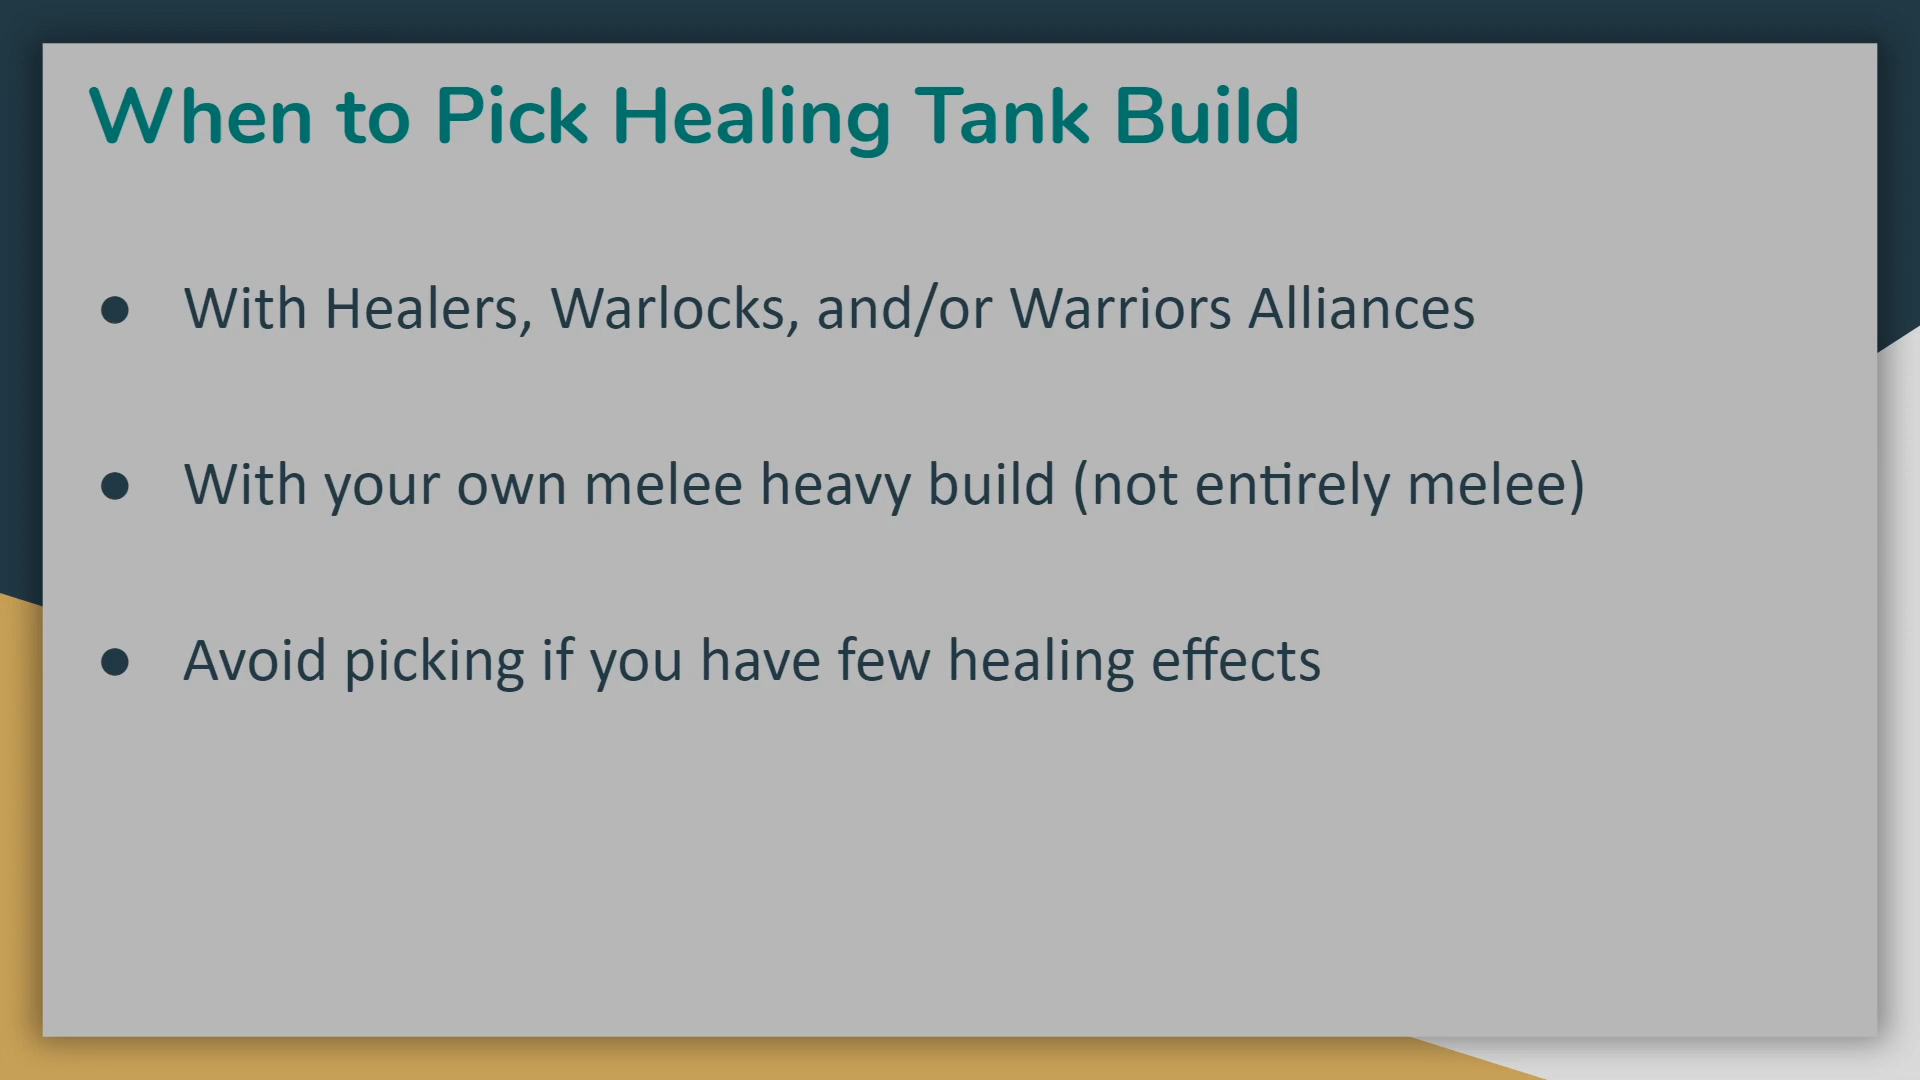 When to Pick Healing Tank Build
● With Healers, Warlocks, and/or Warriors Alliances
● With your own melee heavy build (not entirely melee)
● Avoid picking if you have few healing effects